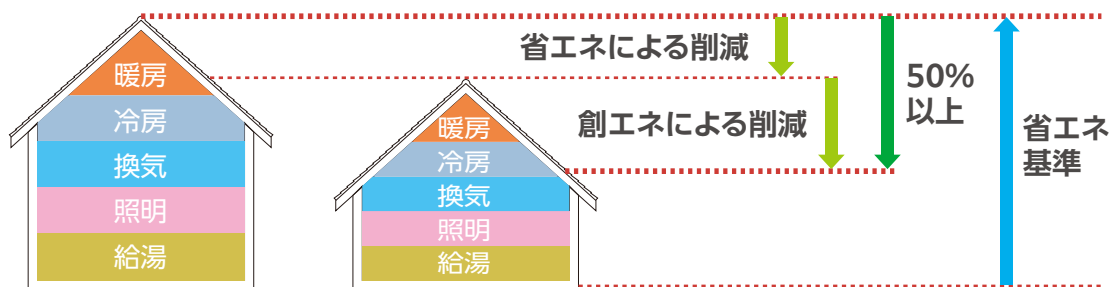 暖房
冷房
換気
照明
給湯
暖房
冷房
換気
照明
給湯
省エネによる削減
創エネによる削減
50%
以上
省エネ
基準